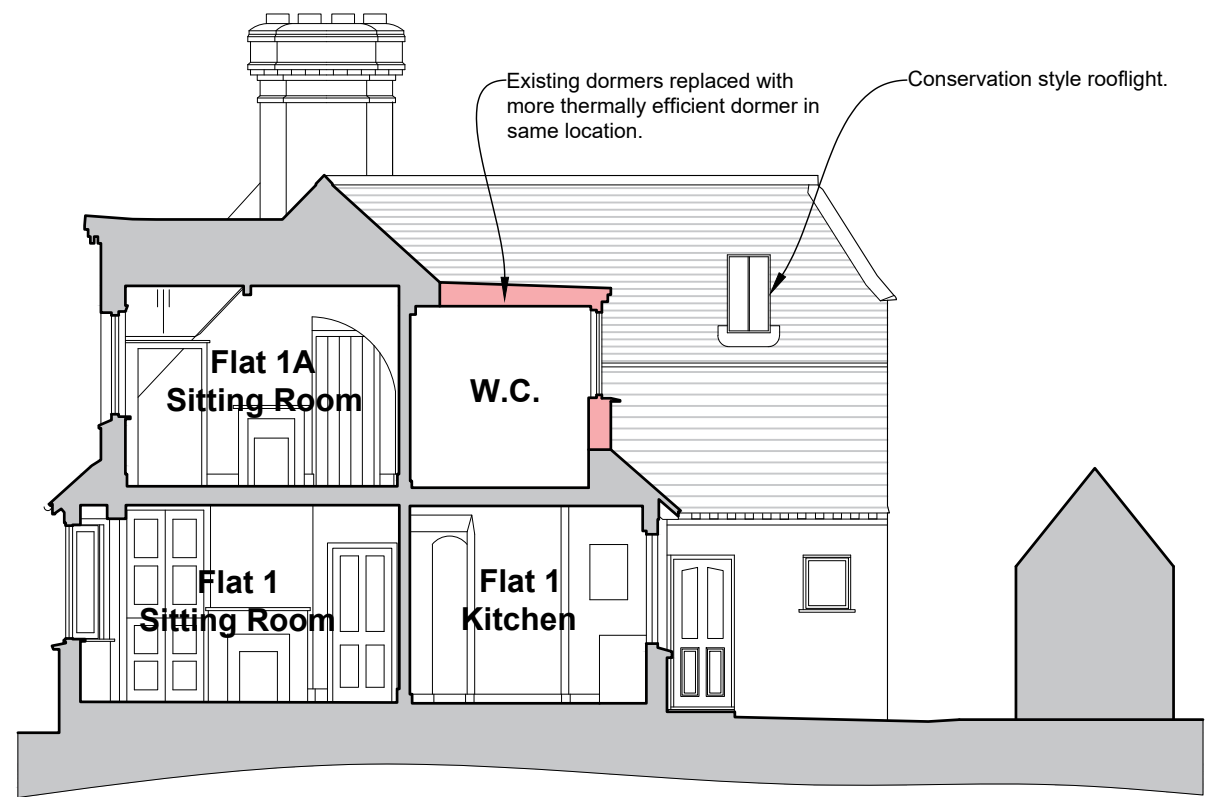 Existing dormers replaced with
more thermally efficient dormer in
same location.
Conservation style rooflight.
Flat 1A
Sitting Room
W.C.
Flat 1
Sitting Room
Flat 1
Kitchen